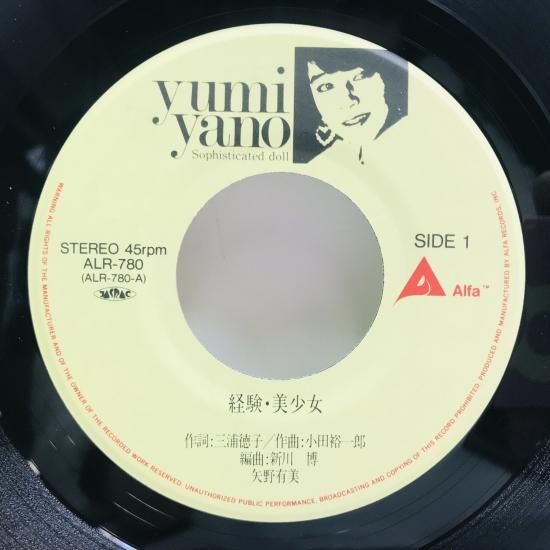 yumi
yano
Sophisticated doll
STEREO 45rpm
ALR-780
(ALR-780-A)
JASRAC
SIDE 1
Alfa™
経験・美少女
作詞:三浦徳子/作曲:小田裕一郎
編曲:新川 博
矢野有美
WARNING: ALL RIGHTS OF THE MANUFACTURER AND OF THE OWNER OF THE RECORDED WORK RESERVED. UNAUTHORIZED PUBLIC PERFORMANCE, BROADCASTING AND COPYING OF THIS RECORD PROHIBITED. PRODUCED AND MANUFACTURED BY ALFA RECORDS, INC.